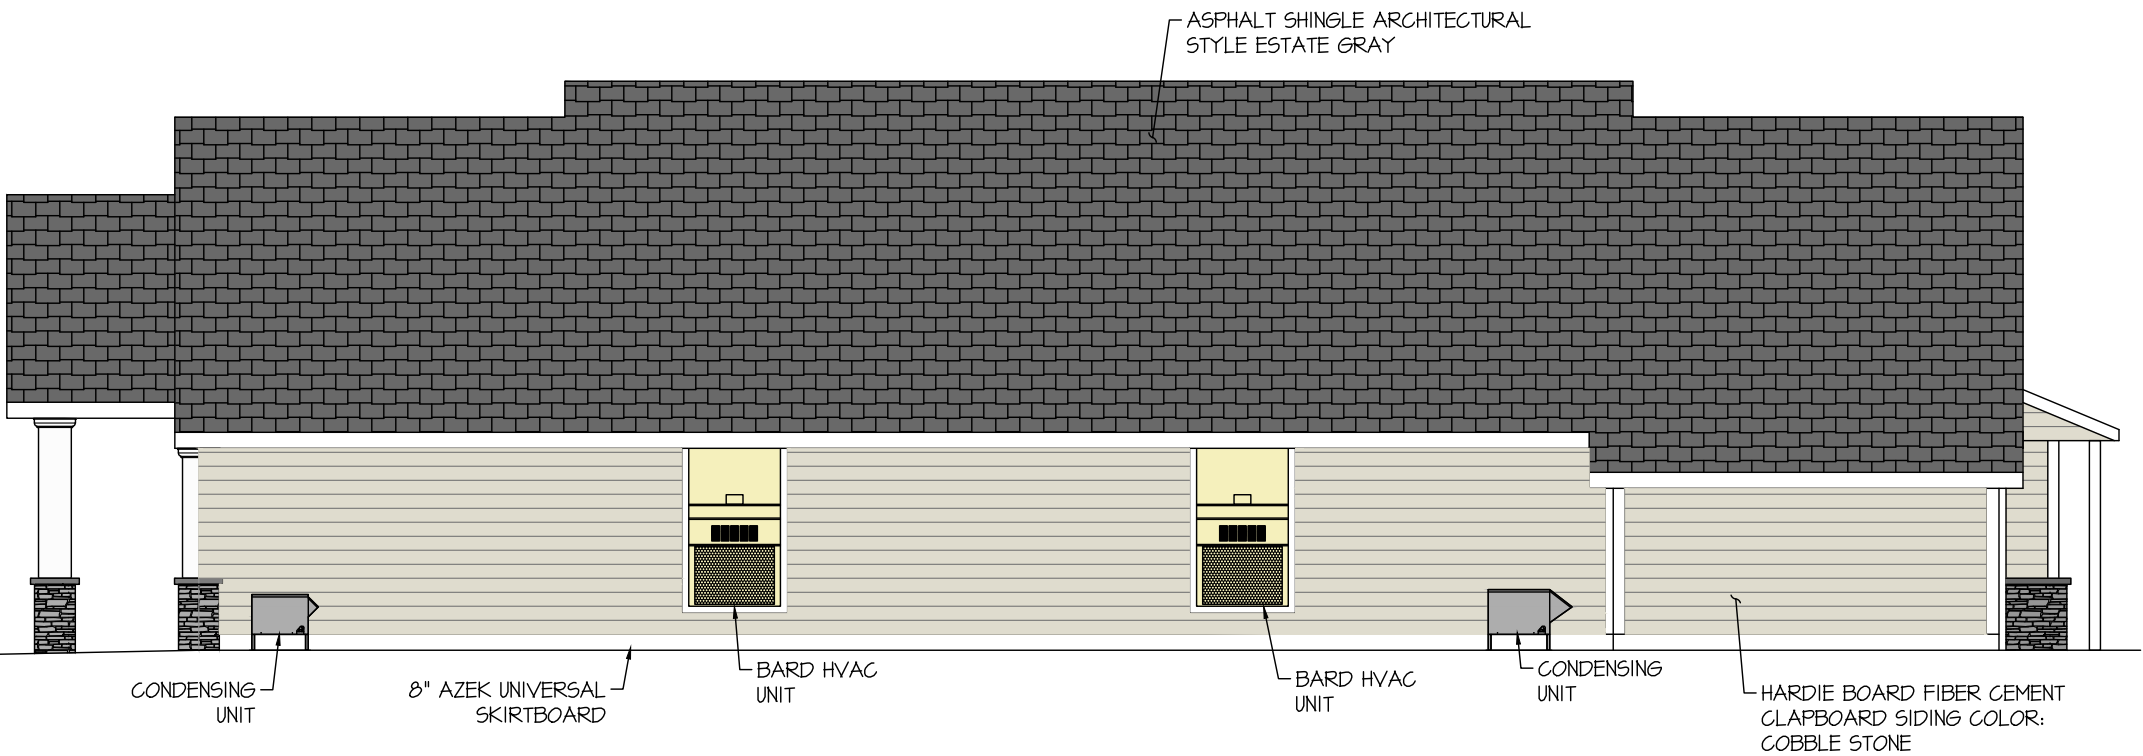 ASPHALT SHINGLE ARCHITECTURAL
STYLE ESTATE GRAY
CONDENSING
UNIT
8" AZEK UNIVERSAL
SKIRTBOARD
BARD HVAC
UNIT
BARD HVAC
UNIT
CONDENSING
UNIT
HARDIE BOARD FIBER CEMENT
CLAPBOARD SIDING COLOR:
COBBLE STONE